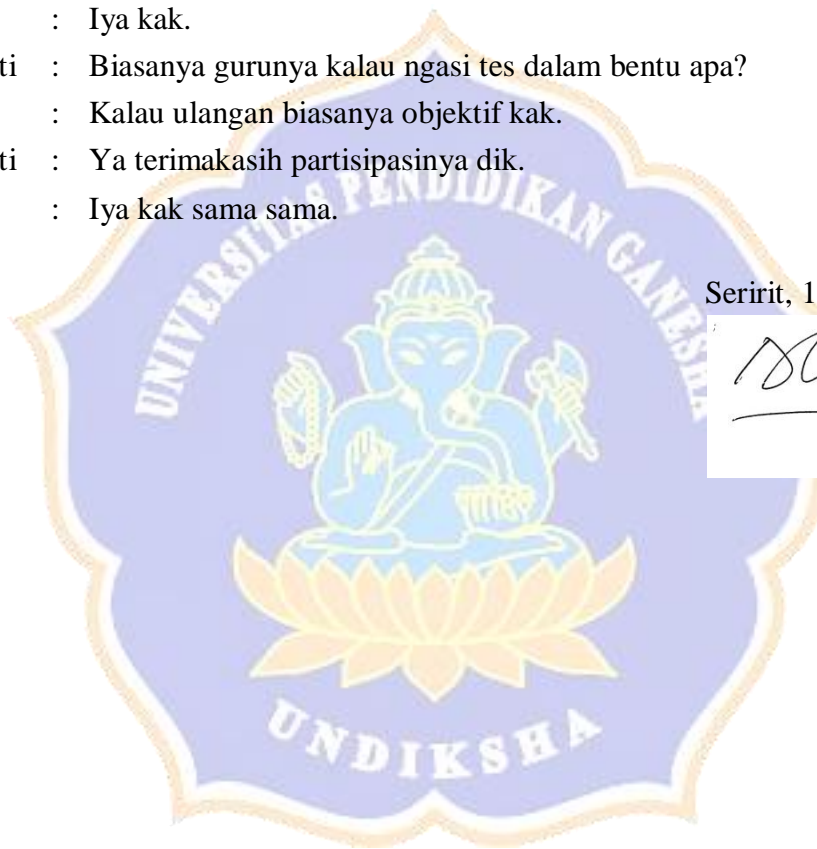 : Iya kak.
ti : Biasanya gurunya kalau ngasi tes dalam bentu apa?
: Kalau ulangan biasanya objektif kak.
ti : Ya terimakasih partisipasinya dik.
: Iya kak sama sama.
UNIVERSITAS PENDIDIKAN GANESHA
Seririt, 1
UNDIKSHA